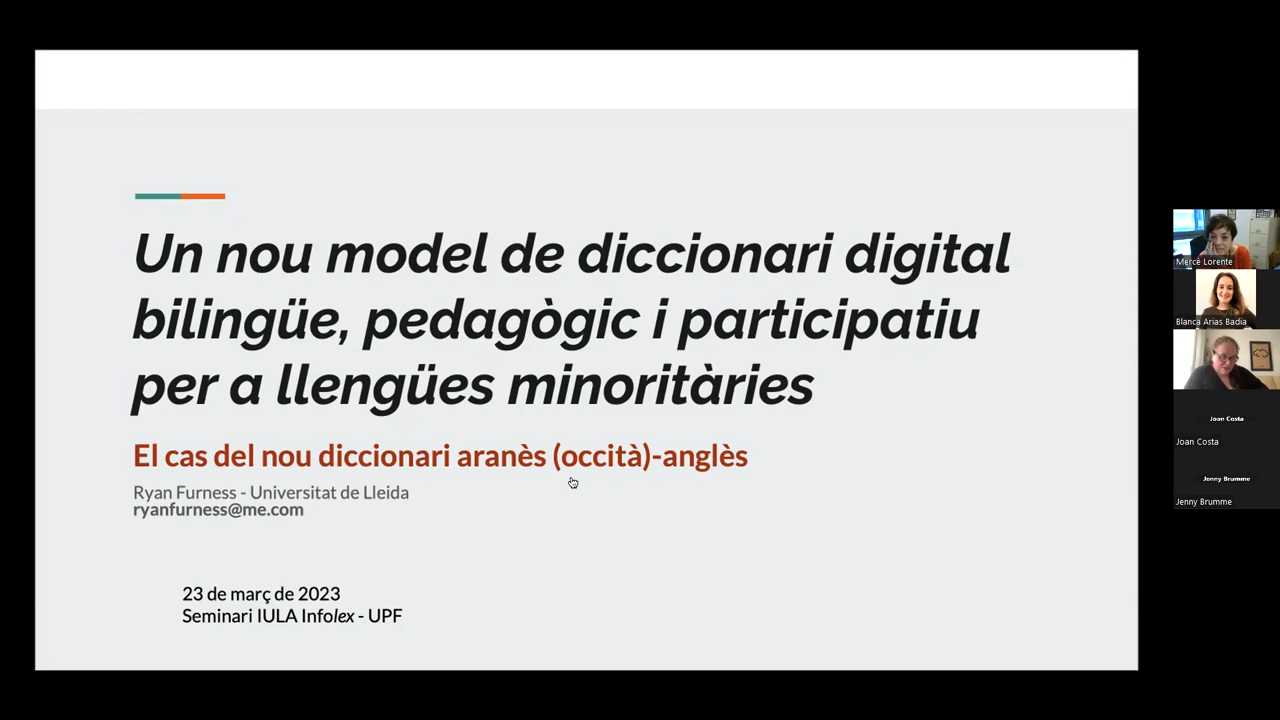 Un nou model de diccionari digital
bilingüe, pedagògic i participatiu
per a llengües minoritàries
El cas del nou diccionari aranès (occità)-anglès
Ryan Furness - Universitat de Lleida
ryanfurness@me.com
23 de març de 2023
Seminari IULA Infolex - UPF
Mercè Lorente
Blanca Arias Badia
Joan Costa
Joan Costa
Jenny Brumme
Jenny Brumme